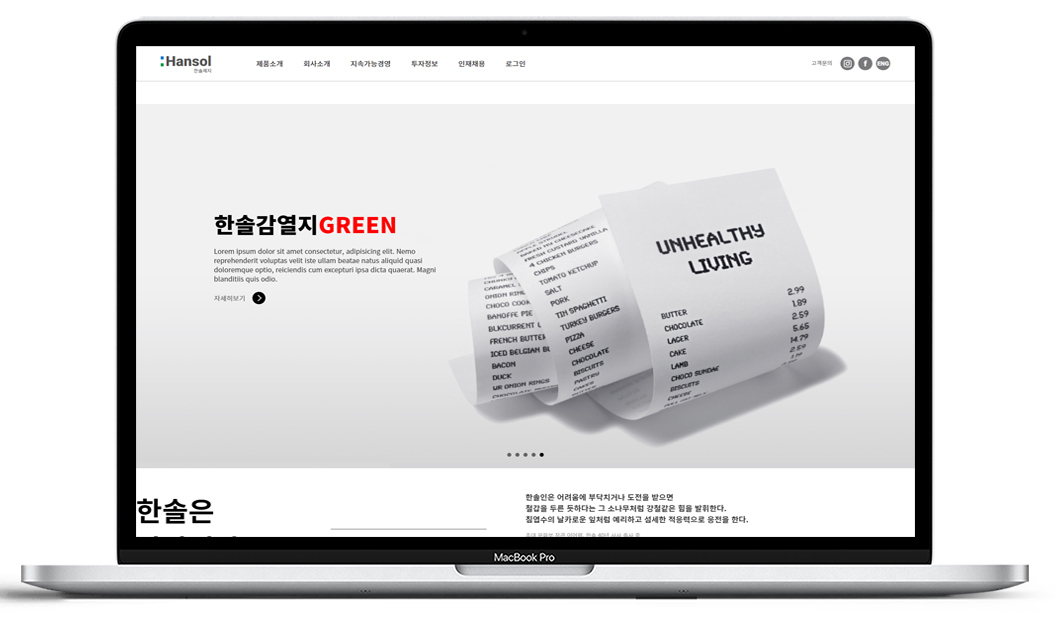 Hansol
한솔제지
제품소개 회사소개 지속가능경영 투자정보 인재채용 로그인
고객문의 f ENG
한솔감열지GREEN
Lorem ipsum dolor sit amet consectetur, adipisicing elit. Nemo
reprehenderit voluptas velit iste ullam beatae natus aliquid quasi
doloremque optio, reiciendis cum excepturi ipsa dicta quaerat. Magni
blanditiis quis odio.
자세히보기
CARAMEL
ONION RING
CHOCO COOK
BANOFFE PIE
BLKCURRENT L
FRENCH BUTTER
ICED BELGIAN BU
BACON
DUCK
UR ONION RINGS
BAKED NY CHEESECAKE
FRESH CUSTARD VANILLA
4 CHICKEN BURGERS
CHIPS
TOMATO KETCHUP
SALT
PORK
TIN SPAGHETTI
TURKEY BURGERS
PIZZA
CHEESE
CHOCOLATE
BISCUITS
PASTRY
CAKES
UNHEALTHY
LIVING
BUTTER 2.99
CHOCOLATE 1.89
LAGER 2.59
CAKE 5.65
LAMB 14.79
CHOCO SUNDAE 2.59
BISCUITS
CHEESE
한솔은
한솔인은 어려움에 부닥치거나 도전을 받으면
철갑을 두른 듯하다는 그 소나무처럼 강철같은 힘을 발휘한다.
침엽수의 날카로운 잎처럼 예리하고 섬세한 적응력으로 응전을 한다.
MacBook Pro